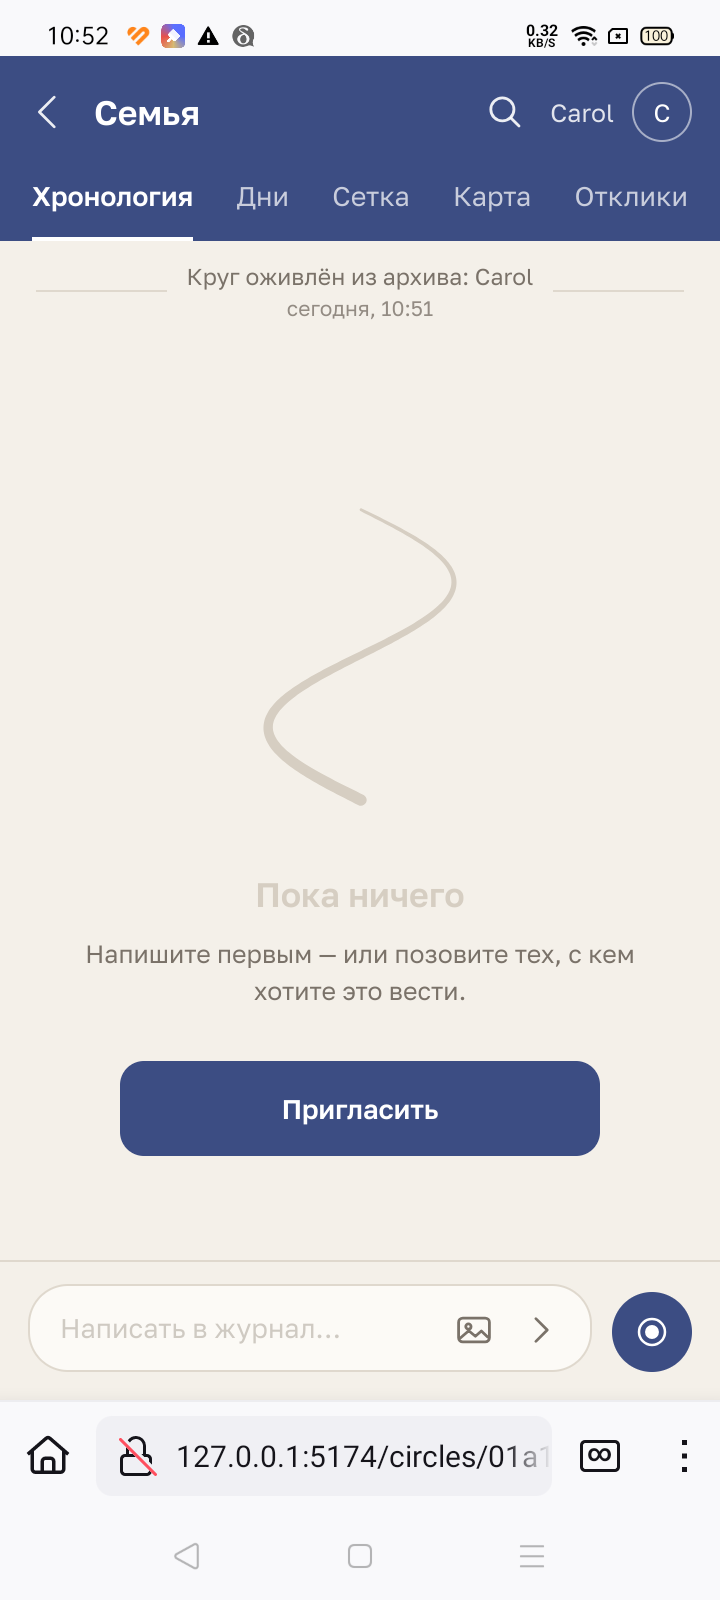 10:52
0.32
KB/S
100
Семья
Carol
C
Хронология Дни Сетка Карта Отклики
Круг оживлён из архива: Carol
сегодня, 10:51
Пока ничего
Напишите первым — или позовите тех, с кем
хотите это вести.
Пригласить
Написать в журнал...
127.0.0.1:5174/circles/01a1